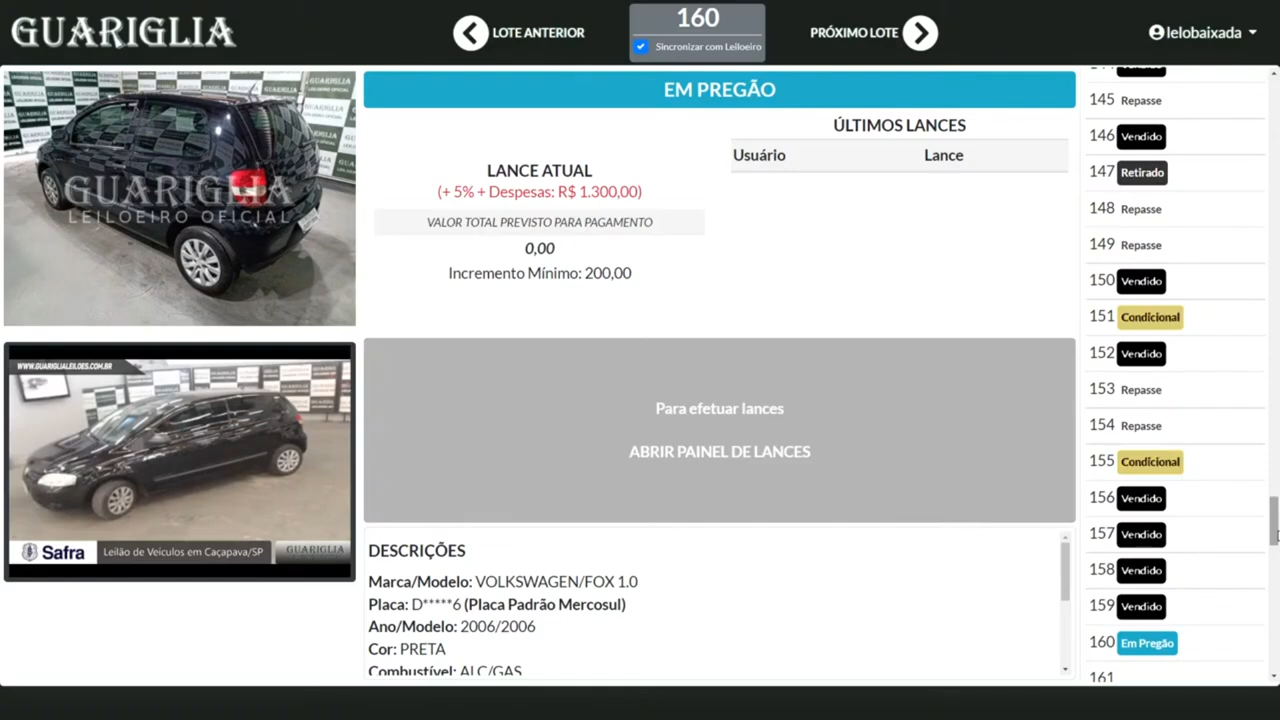 GUARIGLIA
LOTE ANTERIOR
160
Sincronizar com Leiloeiro
PRÓXIMO LOTE
lelobaixada
GUARIGLIA
LEILOEIRO OFICIAL
EM PREGÃO
LANCE ATUAL
(+ 5% + Despesas: R$ 1.300,00)
VALOR TOTAL PREVISTO PARA PAGAMENTO
0,00
Incremento Mínimo: 200,00
ÚLTIMOS LANCES
Usuário Lance
Para efetuar lances
ABRIR PAINEL DE LANCES
WWW.GUARIGLIALEILOES.COM.BR
Safra
Leilão de Veículos em Caçapava/SP
GUARIGLIA
DESCRIÇÕES
Marca/Modelo: VOLKSWAGEN/FOX 1.0
Placa: D*****6 (Placa Padrão Mercosul)
Ano/Modelo: 2006/2006
Cor: PRETA
Combustível: ALC/GAS
145 Repasse
146 Vendido
147 Retirado
148 Repasse
149 Repasse
150 Vendido
151 Condicional
152 Vendido
153 Repasse
154 Repasse
155 Condicional
156 Vendido
157 Vendido
158 Vendido
159 Vendido
160 Em Pregão
161